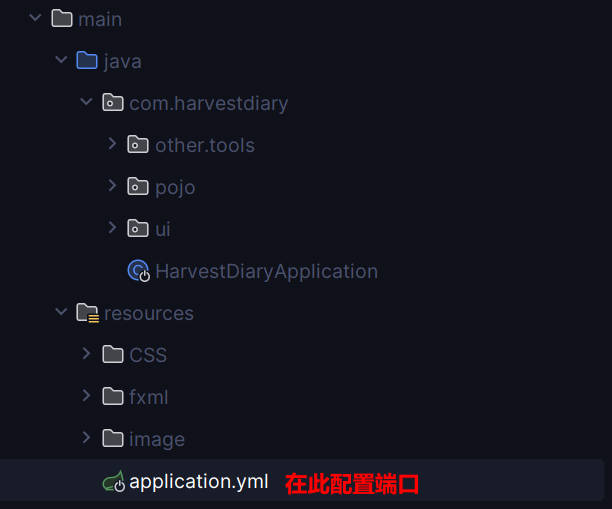 main
java
com.harvestdiary
other.tools
pojo
ui
HarvestDiaryApplication
resources
CSS
fxml
image
application.yml 在此配置端口